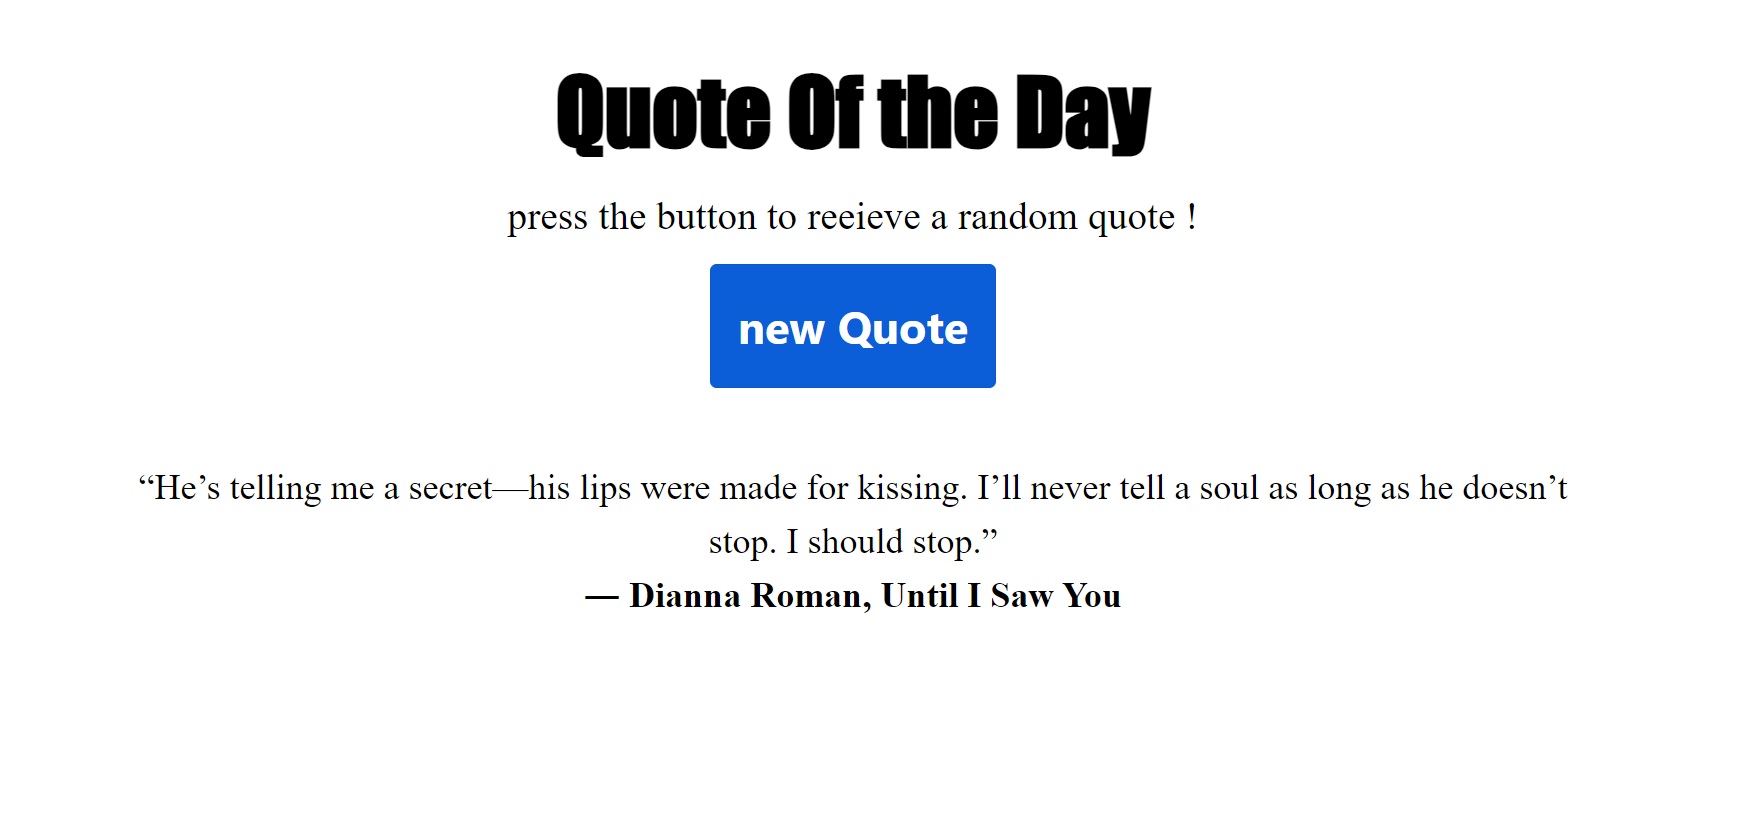 Quote Of the Day
press the button to reeieve a random quote !
new Quote
“He’s telling me a secret—his lips were made for kissing. I’ll never tell a soul as long as he doesn’t
stop. I should stop.”
— Dianna Roman, Until I Saw You